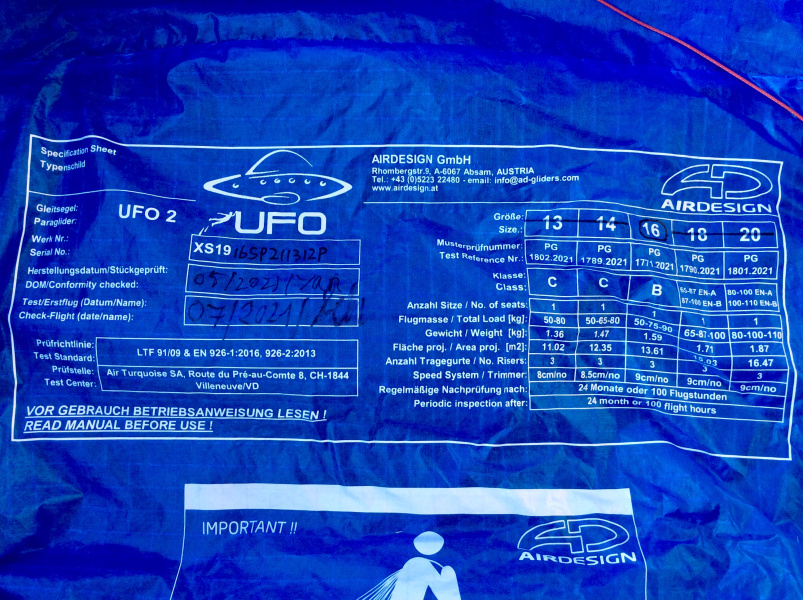 Specification Sheet
Typenschild
AIRDESIGN GmbH
Rhombergstr.9, A-6067 Absam, AUSTRIA
Tel.: +43 (0)5223 22480 - email: info@ad-gliders.com
www.airdesign.at
AIRDESIGN
Gleitsegel:
Paraglider:
UFO 2
UFO
Werk Nr.:
Serial No.:
XS19 16SP211312P
Herstellungsdatum/Stückgeprüft:
DOM/Conformity checked:
05/2021/
Test/Erstflug (Datum/Name):
Check-Flight (date/name):
07/2021/
Prüfrichtlinie:
Test Standard:
LTF 91/09 & EN 926-1:2016, 926-2:2013
Prüfstelle:
Test Center:
Air Turquoise SA, Route du Pré-au-Comte 8, CH-1844
Villeneuve/VD
VOR GEBRAUCH BETRIEBSANWEISUNG LESEN !
READ MANUAL BEFORE USE !
Größe:
Size.:
13 14 16 18 20
Musterprüfnummer:
Test Reference Nr.:
PG PG PG PG PG
1802.2021 1789.2021 1771.2021 1790.2021 1801.2021
Klasse:
Class:
C C B
65-87 EN-A 80-100 EN-A
87-100 EN-B 100-110 EN-B
Anzahl Sitze / No. of seats: 1 1 1 1 1
Flugmasse / Total Load [kg]: 50-80 50-65-80 50-75-90 65-87-100 80-100-110
Gewicht / Weight [kg]: 1.36 1.47 1.59 1.71 1.87
Fläche proj. / Area proj. [m2]: 11.02 12.35 13.61 16.47
Anzahl Tragegurte / No. Risers: 3 3 3 3 3
Speed System / Trimmer: 8cm/no 8.5cm/no 9cm/no 9cm/no 9cm/no
Regelmäßige Nachprüfung nach: 24 Monate oder 100 Flugstunden
Periodic inspection after: 24 month or 100 flight hours
IMPORTANT !!
AIRDESIGN